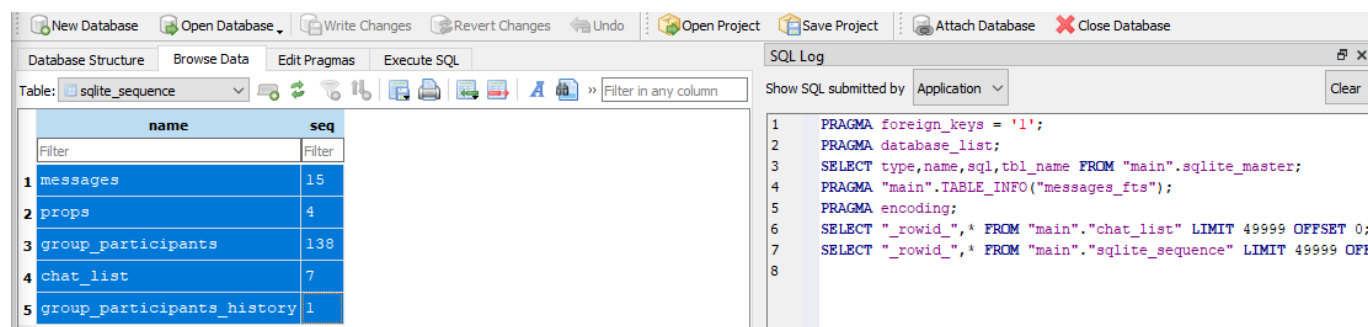 New Database Open Database Write Changes Revert Changes Undo Open Project Save Project Attach Database Close Database
Database Structure Browse Data Edit Pragmas Execute SQL
Table: sqlite_sequence » Filter in any column
name seq
Filter Filter
1 messages 15
2 props 4
3 group_participants 138
4 chat_list 7
5 group_participants_history 1
SQL Log
Show SQL submitted by Application Clear
1 PRAGMA foreign_keys = '1';
2 PRAGMA database_list;
3 SELECT type,name,sql,tbl_name FROM "main".sqlite_master;
4 PRAGMA "main".TABLE_INFO("messages_fts");
5 PRAGMA encoding;
6 SELECT "_rowid_",* FROM "main"."chat_list" LIMIT 49999 OFFSET 0;
7 SELECT "_rowid_",* FROM "main"."sqlite_sequence" LIMIT 49999 OFF
8